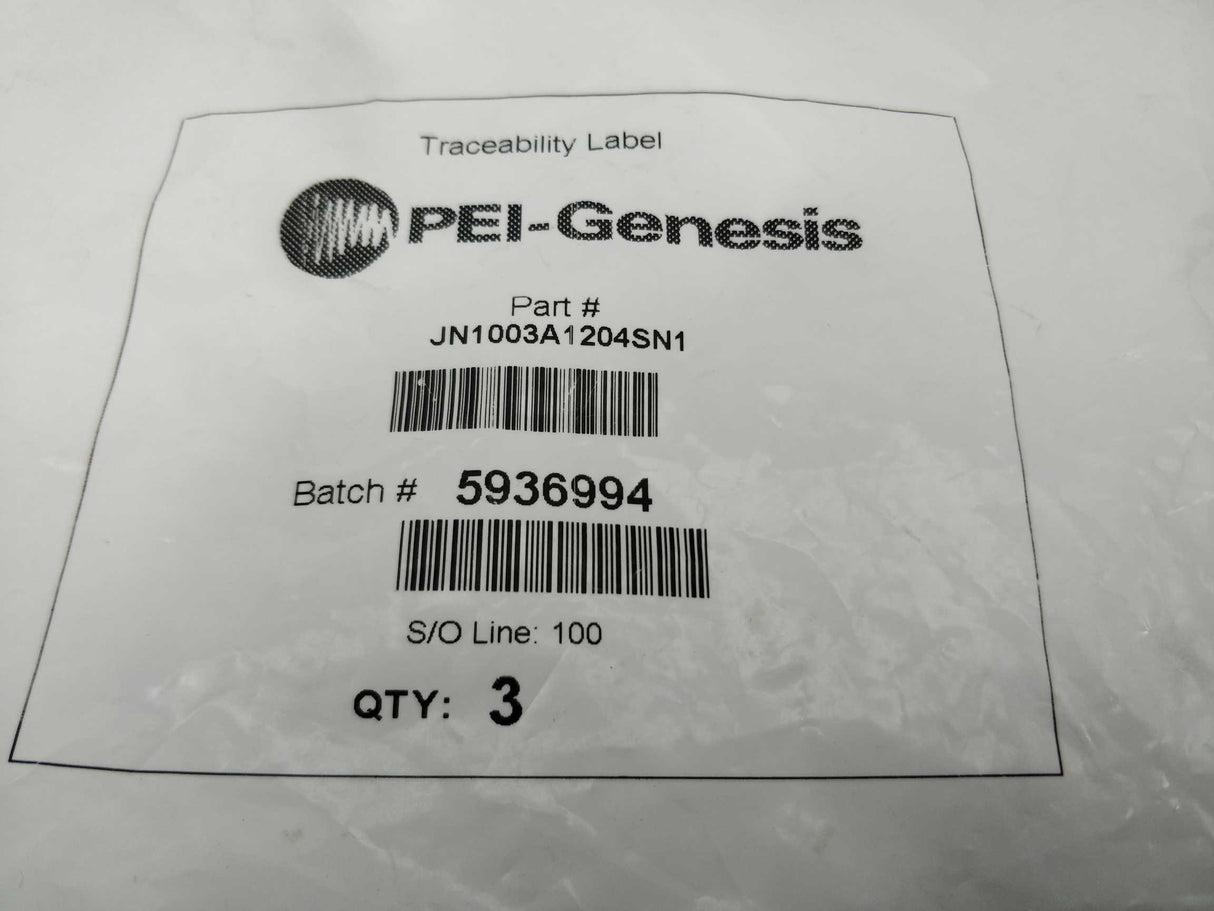 Traceability Label
PEI-Genesis
Part #
JN1003A1204SN1
Batch # 5936994
S/O Line: 100
QTY: 3